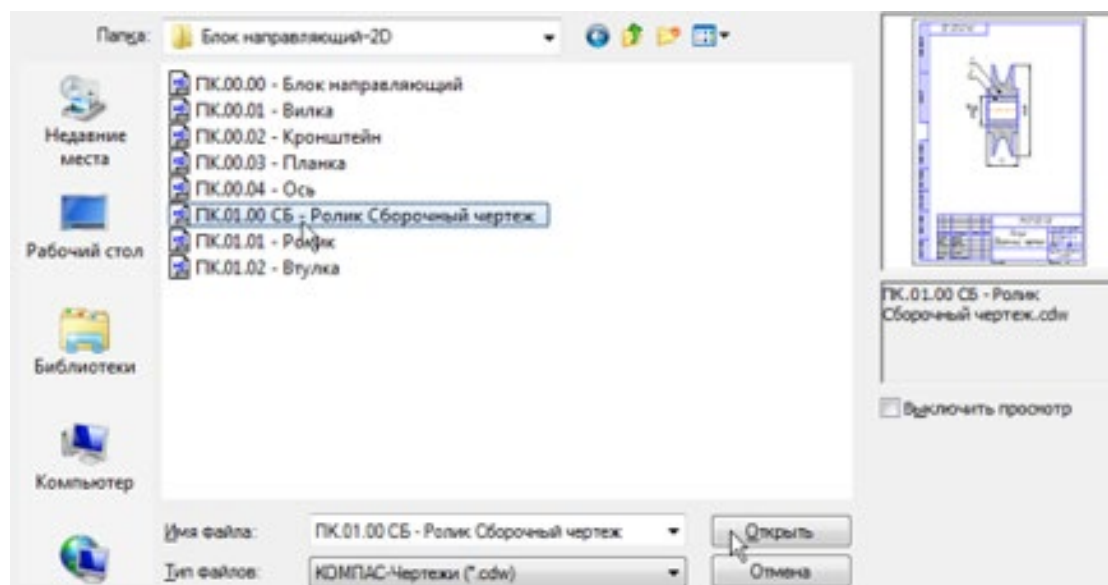 Папка:
Блок направляющий-2D
Недавние места
Рабочий стол
Библиотеки
Компьютер
ПК.00.00 - Блок направляющий
ПК.00.01 - Вилка
ПК.00.02 - Кронштейн
ПК.00.03 - Планка
ПК.00.04 - Ось
ПК.01.00 СБ - Ролик Сборочный чертеж
ПК.01.01 - Ролик
ПК.01.02 - Втулка
Имя файла:
ПК.01.00 СБ - Ролик Сборочный чертеж
Открыть
Тип файлов:
КОМПАС-Чертежи (*.cdw)
Отмена
ПК.01.00 СБ - Ролик
Сборочный чертеж.cdw
Выключить просмотр